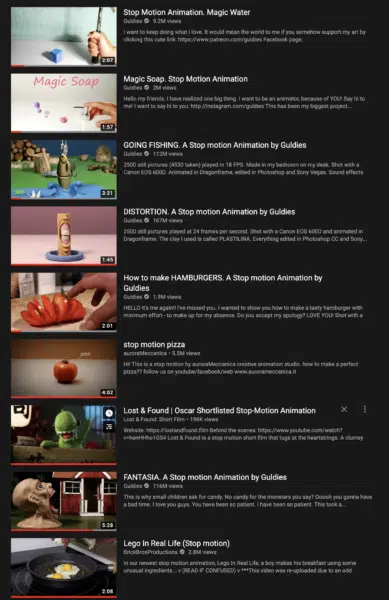 Stop Motion Animation. Magic Water
Guldies 9.2M views
I want to keep doing what I love. It would mean the world to me if you somehow support my art by
clicking this cute link: https://www.patreon.com/guldies Facebook page:
2:07
Magic Soap
Magic Soap. Stop Motion Animation
Guldies 2M views
Hello my friends. I have realized one big thing. I want to be an animator, because of YOU! Say hi to
me! I want to say hi to you: http://instagram.com/guldies This has been my biggest project...
1:57
GOING FISHING. A Stop Motion Animation by Guldies
Guldies 112M views
2500 still pictures (4530 taken) played in 18 FPS. Made in my bedroom on my desk. Shot with a
Canon EOS 600D. Animated in Dragonframe, edited in Photoshop and Sony Vegas. Sound effects
3:31
DISTORTION. A Stop motion Animation by Guldies
Guldies 167M views
2500 still pictures played at 24 frames per second. Shot with a Canon EOS 600D and animated in
Dragonframe. The clay I used is called PLASTILINA. Everything edited in Photoshop CC and Sony...
1:45
How to make HAMBURGERS. A Stop motion Animation by
Guldies
Guldies 1.9M views
HELLO It's me again!! I've missed you. I wanted to show you how to make a tasty hamburger with
minimum effort - to make up for my absence. Do you accept my apology? LOVE YOU! Shot with a
2:01
stop motion pizza
auroraMeccanica • 5.5M views
Hi! This is a stop motion by auroraMeccanica creative animation studio. how to make a perfect
pizza?? follow us on youtube/facebook/web www.aurorameccanica.it
4:02
Lost & Found | Oscar Shortlisted Stop-Motion Animation
Lost & Found: Short Film • 198K views
Behind the scenes: https://www.youtube.com/watch?
Lost & Found is a stop motion short film that tugs at the heartstrings. A clumsy
FANTASIA. A Stop motion Animation by Guldies
Guldies 116M views
This is why small children ask for candy. No candy for the monsters you say? Ooooh you gonna have
a bad time. I love you guys. You have been so patient. I have been so patient. This took a...
5:28
Lego In Real Life (Stop motion)
BrickBrosProductions 2.8M views
In our newest stop motion animation, Lego In Real Life, a boy makes his breakfast using some
unusual ingredients... v (READ IF CONFUSED) v ***This video was re-uploaded due to an odd
2:08